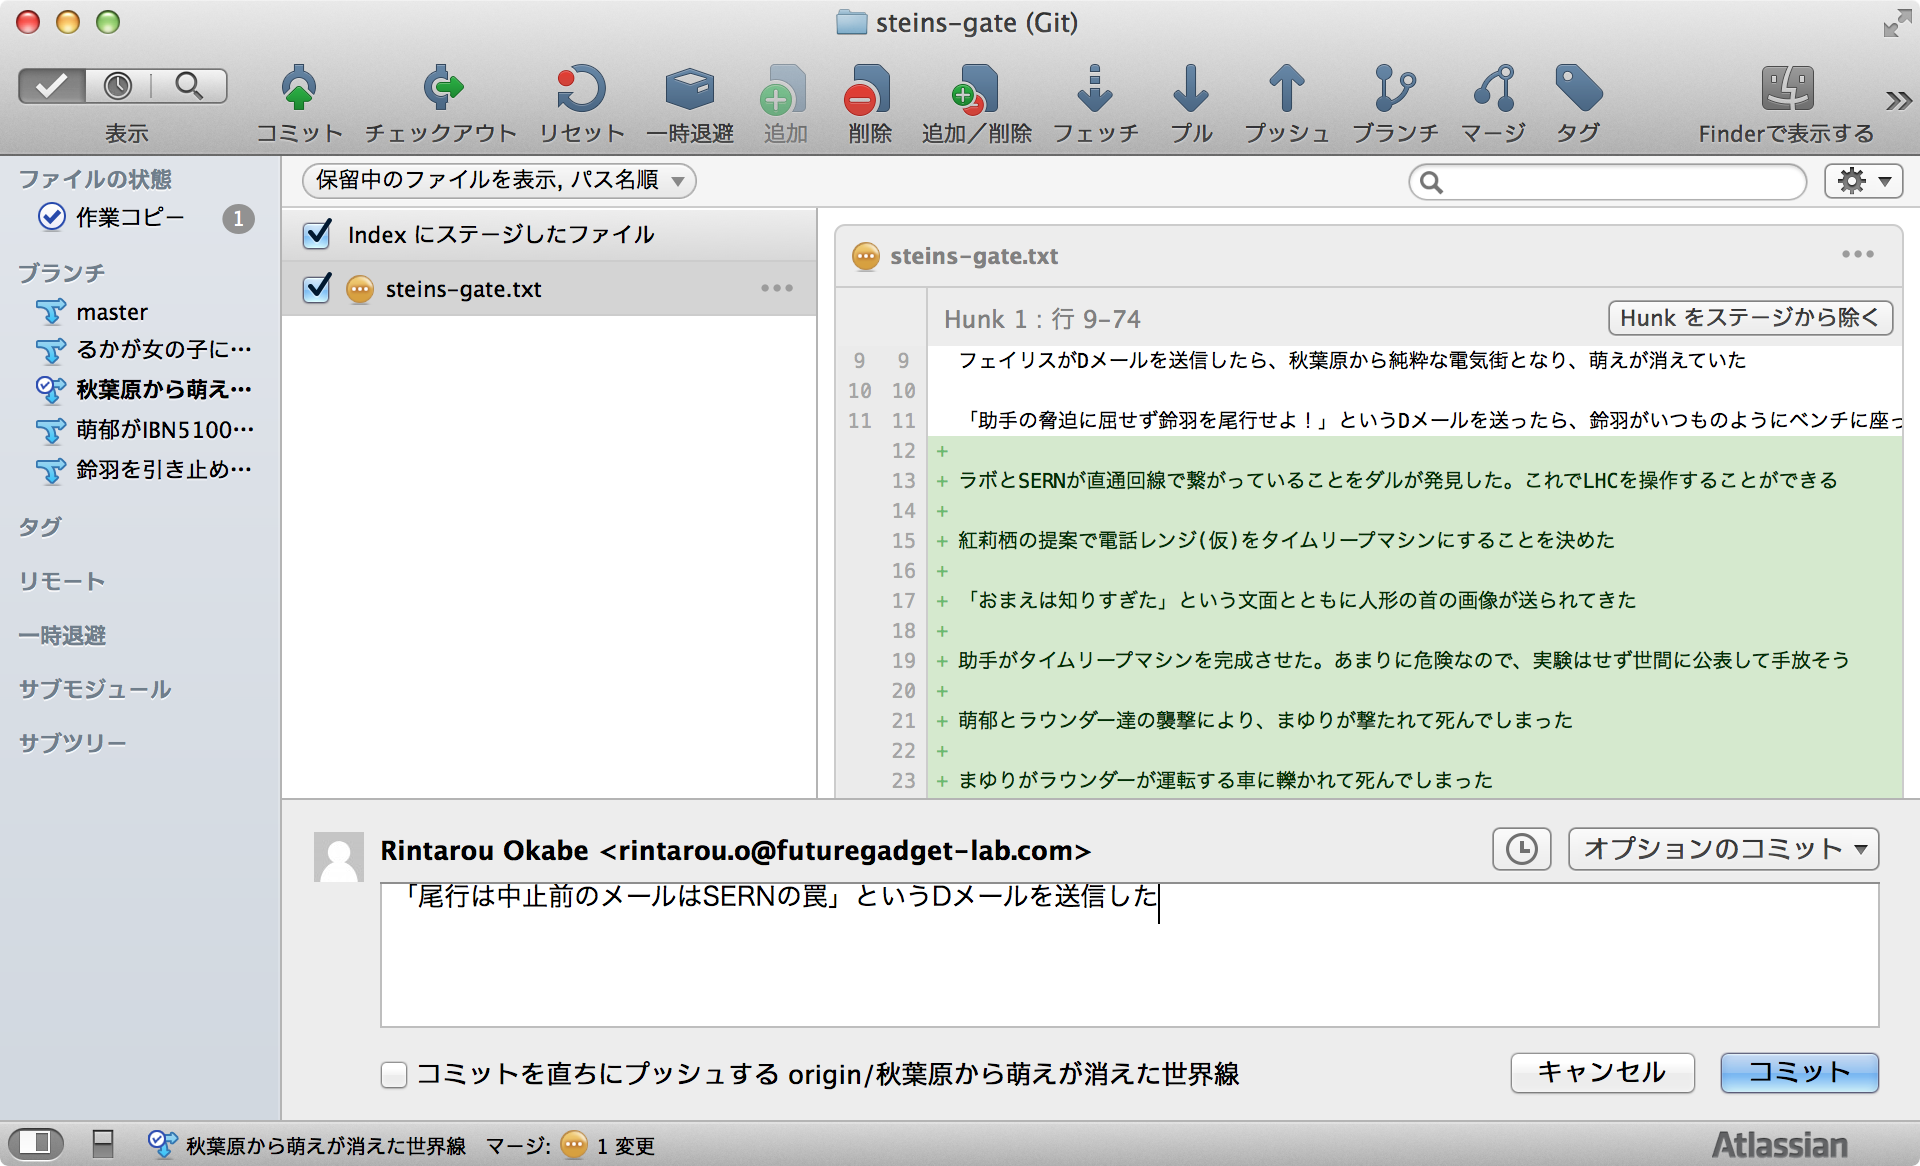 steins-gate (Git)
表示
コミット
チェックアウト
リセット
一時退避
追加
削除
追加／削除
フェッチ
プル
プッシュ
ブランチ
マージ
タグ
Finderで表示する
ファイルの状態
作業コピー 1
ブランチ
master
るかが女の子に…
秋葉原から萌え…
萌郁がIBN5100…
鈴羽を引き止め…
タグ
リモート
一時退避
サブモジュール
サブツリー
保留中のファイルを表示, パス名順
Index にステージしたファイル
steins-gate.txt
steins-gate.txt
Hunk 1 : 行 9-74
Hunk をステージから除く
9 9 フェイリスがDメールを送信したら、秋葉原から純粋な電気街となり、萌えが消えていた
10 10
11 11 「助手の脅迫に屈せず鈴羽を尾行せよ！」というDメールを送ったら、鈴羽がいつものようにベンチに座っ
12 +
13 + ラボとSERNが直通回線で繋がっていることをダルが発見した。これでLHCを操作することができる
14 +
15 + 紅莉栖の提案で電話レンジ(仮)をタイムリープマシンにすることを決めた
16 +
17 + 「おまえは知りすぎた」という文面とともに人形の首の画像が送られてきた
18 +
19 + 助手がタイムリープマシンを完成させた。あまりに危険なので、実験はせず世間に公表して手放そう
20 +
21 + 萌郁とラウンダー達の襲撃により、まゆりが撃たれて死んでしまった
22 +
23 + まゆりがラウンダーが運転する車に轢かれて死んでしまった
Rintarou Okabe <rintarou.o@futuregadget-lab.com>
オプションのコミット
「尾行は中止前のメールはSERNの罠」というDメールを送信した
コミットを直ちにプッシュする origin/秋葉原から萌えが消えた世界線
キャンセル
コミット
秋葉原から萌えが消えた世界線 マージ: 1 変更
Atlassian